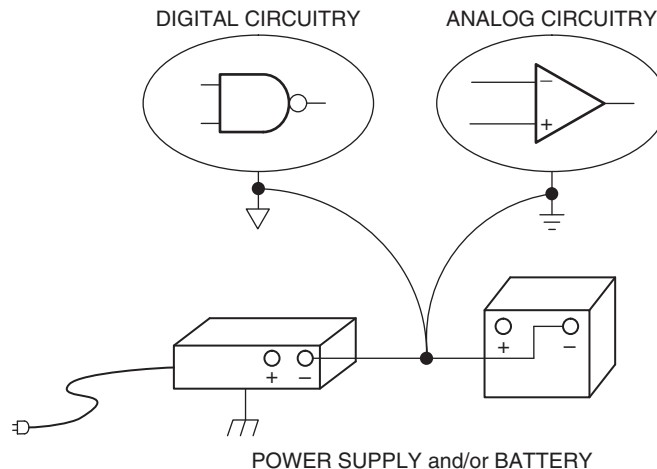 DIGITAL CIRCUITRY
ANALOG CIRCUITRY
−
+
+ −
+ −
POWER SUPPLY and/or BATTERY